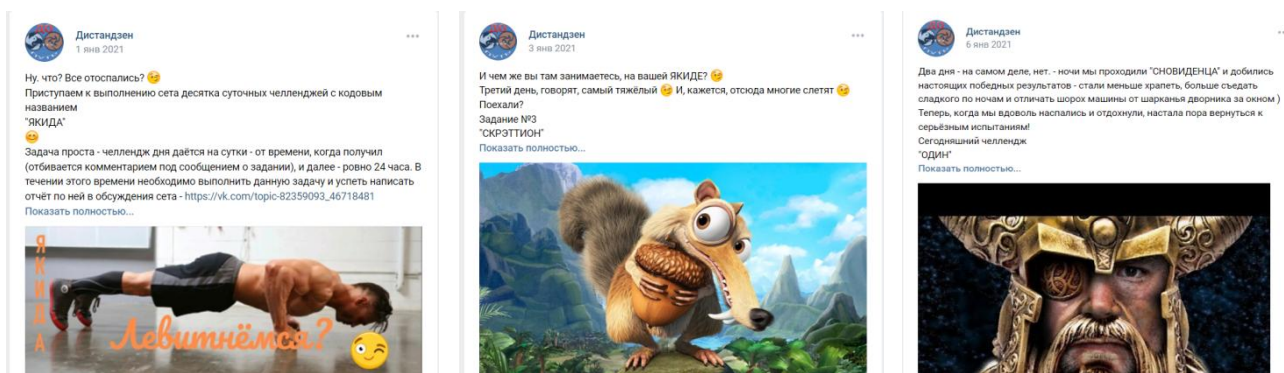 Дистандзен
1 янв 2021
Ну. что? Все отоспались?
Приступаем к выполнению сета десятка суточных челленджей с кодовым
названием
"ЯКИДА"
Задача проста - челлендж дня даётся на сутки - от времени, когда получил
(отбивается комментарием под сообщением о задании), и далее - ровно 24 часа. В
течении этого времени необходимо выполнить данную задачу и успеть написать
отчёт по ней в обсуждения сета - https://vk.com/topic-82359093_46718481
Показать полностью...
ЯКИДА
Левитнёмся?
Дистандзен
3 янв 2021
И чем же вы там занимаетесь, на вашей ЯКИДЕ?
Третий день, говорят, самый тяжёлый И, кажется, отсюда многие слетят
Поехали?
Задание №3
"СКРЭТТИОН"
Показать полностью...
Дистандзен
6 янв 2021
Два дня - на самом деле, нет. - ночи мы проходили "СНОВИДЕНЦА" и добились
настоящих победных результатов - стали меньше храпеть, больше съедать
сладкого по ночам и отличать шорох машины от шарканья дворника за окном )
Теперь, когда мы вдоволь наспались и отдохнули, настала пора вернуться к
серьёзным испытаниям!
Сегодняшний челлендж
"ОДИН"
Показать полностью...